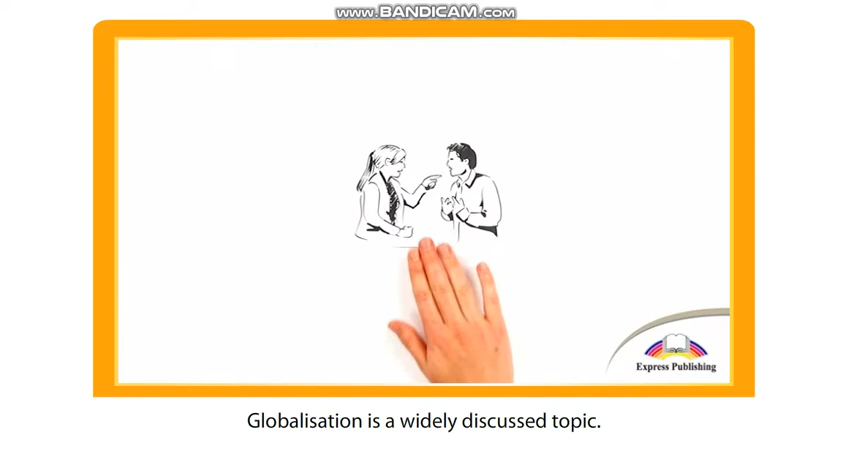 www.BANDICAM.com
Express Publishing
Globalisation is a widely discussed topic.